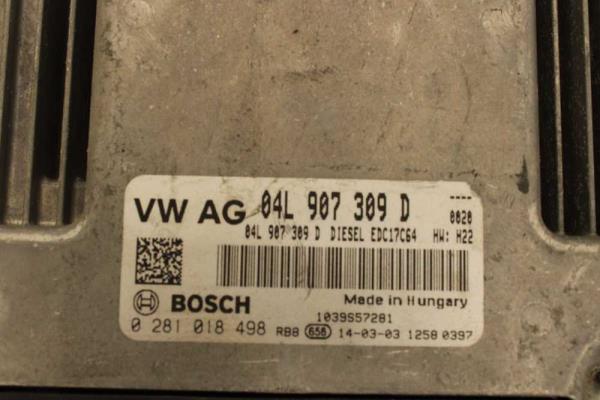 ----
VW AG 04L 907 309 D 0020
04L 907 309 D DIESEL EDC17C64 HW: H22
BOSCH Made in Hungary
1039S57281
0 281 018 498 RBB 656 14-03-03 1258 0397